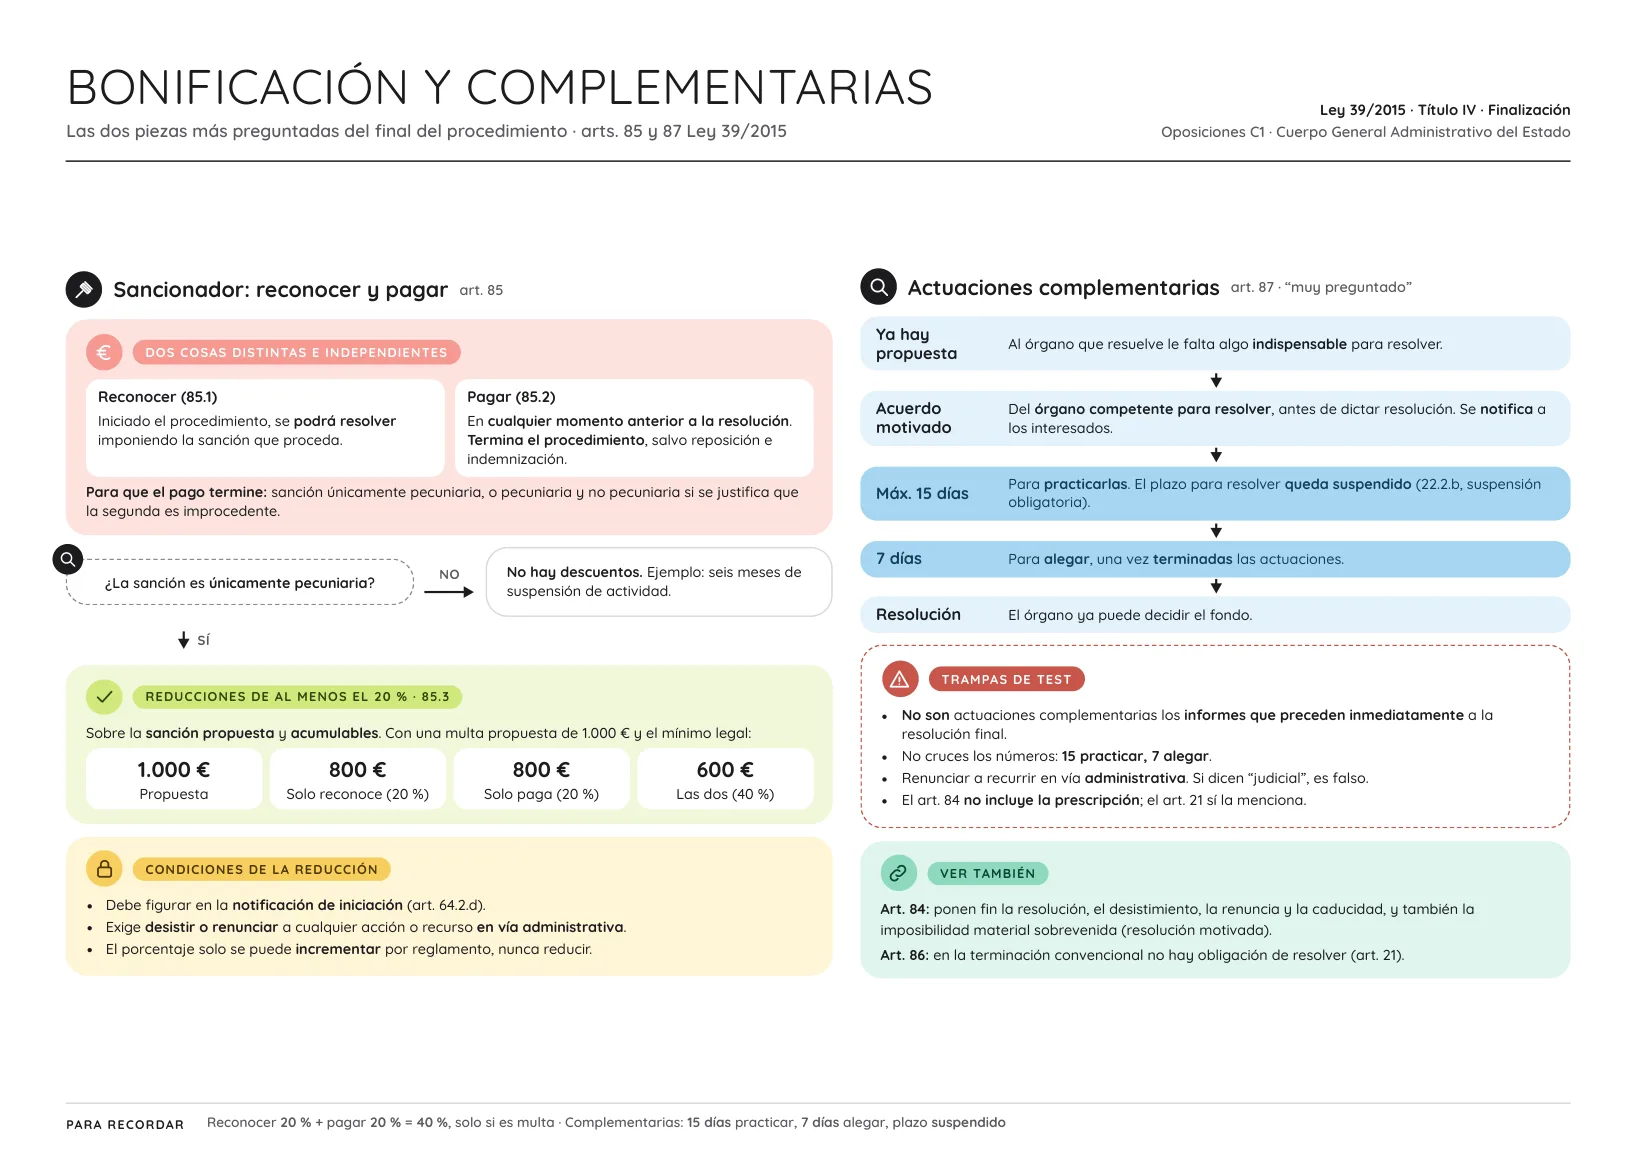 BONIFICACIÓN Y COMPLEMENTARIAS
Las dos piezas más preguntadas del final del procedimiento · arts. 85 y 87 Ley 39/2015
Ley 39/2015 · Título IV · Finalización
Oposiciones C1 · Cuerpo General Administrativo del Estado
Sancionador: reconocer y pagar art. 85
€ DOS COSAS DISTINTAS E INDEPENDIENTES
Reconocer (85.1)
Iniciado el procedimiento, se podrá resolver
imponiendo la sanción que proceda.
Pagar (85.2)
En cualquier momento anterior a la resolución.
Termina el procedimiento, salvo reposición e
indemnización.
Para que el pago termine: sanción únicamente pecuniaria, o pecuniaria y no pecuniaria si se justifica que
la segunda es improcedente.
¿La sanción es únicamente pecuniaria?
NO
No hay descuentos. Ejemplo: seis meses de
suspensión de actividad.
SÍ
REDUCCIONES DE AL MENOS EL 20 % · 85.3
Sobre la sanción propuesta y acumulables. Con una multa propuesta de 1.000 € y el mínimo legal:
1.000 €
Propuesta
800 €
Solo reconoce (20 %)
800 €
Solo paga (20 %)
600 €
Las dos (40 %)
CONDICIONES DE LA REDUCCIÓN
• Debe figurar en la notificación de iniciación (art. 64.2.d).
• Exige desistir o renunciar a cualquier acción o recurso en vía administrativa.
• El porcentaje solo se puede incrementar por reglamento, nunca reducir.
Actuaciones complementarias art. 87 · “muy preguntado”
Ya hay
propuesta
Al órgano que resuelve le falta algo indispensable para resolver.
Acuerdo
motivado
Del órgano competente para resolver, antes de dictar resolución. Se notifica a
los interesados.
Máx. 15 días
Para practicarlas. El plazo para resolver queda suspendido (22.2.b, suspensión
obligatoria).
7 días
Para alegar, una vez terminadas las actuaciones.
Resolución
El órgano ya puede decidir el fondo.
TRAMPAS DE TEST
• No son actuaciones complementarias los informes que preceden inmediatamente a la
resolución final.
• No cruces los números: 15 practicar, 7 alegar.
• Renunciar a recurrir en vía administrativa. Si dicen “judicial”, es falso.
• El art. 84 no incluye la prescripción; el art. 21 sí la menciona.
VER TAMBIÉN
Art. 84: ponen fin la resolución, el desistimiento, la renuncia y la caducidad, y también la
imposibilidad material sobrevenida (resolución motivada).
Art. 86: en la terminación convencional no hay obligación de resolver (art. 21).
PARA RECORDAR Reconocer 20 % + pagar 20 % = 40 %, solo si es multa · Complementarias: 15 días practicar, 7 días alegar, plazo suspendido